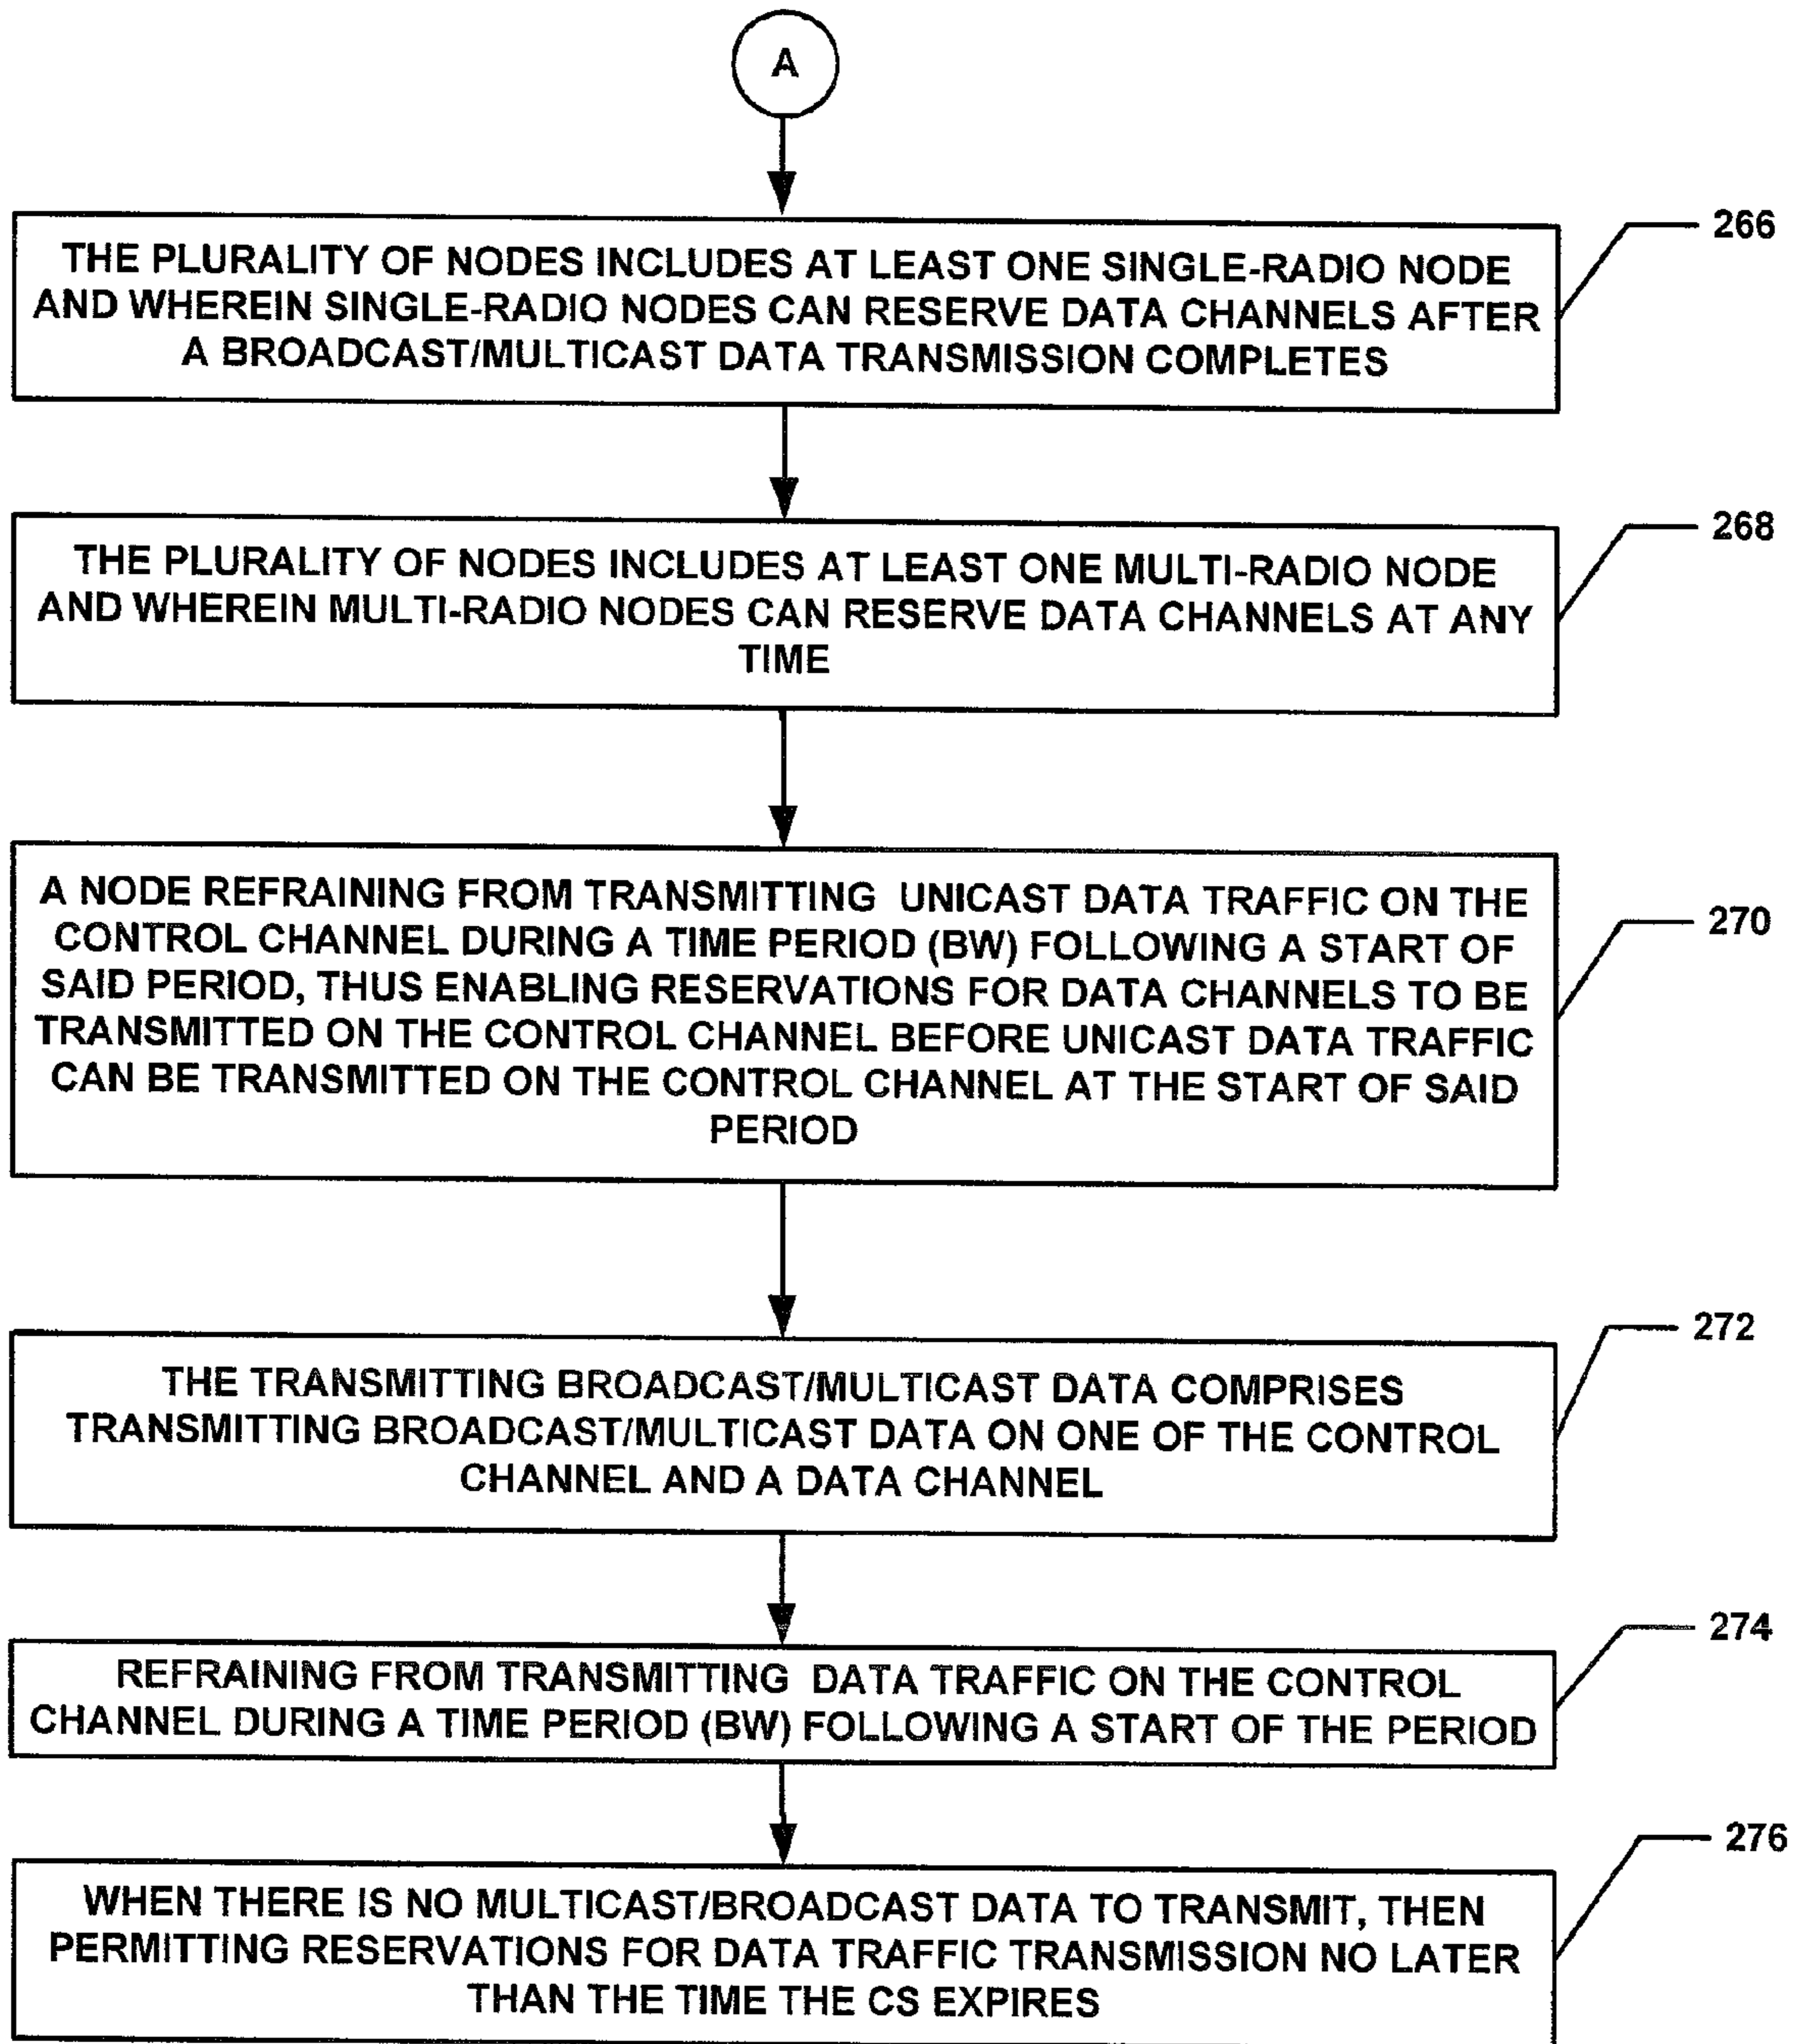 A
THE PLURALITY OF NODES INCLUDES AT LEAST ONE SINGLE-RADIO NODE
AND WHEREIN SINGLE-RADIO NODES CAN RESERVE DATA CHANNELS AFTER
A BROADCAST/MULTICAST DATA TRANSMISSION COMPLETES
266
THE PLURALITY OF NODES INCLUDES AT LEAST ONE MULTI-RADIO NODE
AND WHEREIN MULTI-RADIO NODES CAN RESERVE DATA CHANNELS AT ANY
TIME
268
A NODE REFRAINING FROM TRANSMITTING UNICAST DATA TRAFFIC ON THE
CONTROL CHANNEL DURING A TIME PERIOD (BW) FOLLOWING A START OF
SAID PERIOD, THUS ENABLING RESERVATIONS FOR DATA CHANNELS TO BE
TRANSMITTED ON THE CONTROL CHANNEL BEFORE UNICAST DATA TRAFFIC
CAN BE TRANSMITTED ON THE CONTROL CHANNEL AT THE START OF SAID
PERIOD
270
THE TRANSMITTING BROADCAST/MULTICAST DATA COMPRISES
TRANSMITTING BROADCAST/MULTICAST DATA ON ONE OF THE CONTROL
CHANNEL AND A DATA CHANNEL
272
REFRAINING FROM TRANSMITTING DATA TRAFFIC ON THE CONTROL
CHANNEL DURING A TIME PERIOD (BW) FOLLOWING A START OF THE PERIOD
274
WHEN THERE IS NO MULTICAST/BROADCAST DATA TO TRANSMIT, THEN
PERMITTING RESERVATIONS FOR DATA TRAFFIC TRANSMISSION NO LATER
THAN THE TIME THE CS EXPIRES
276